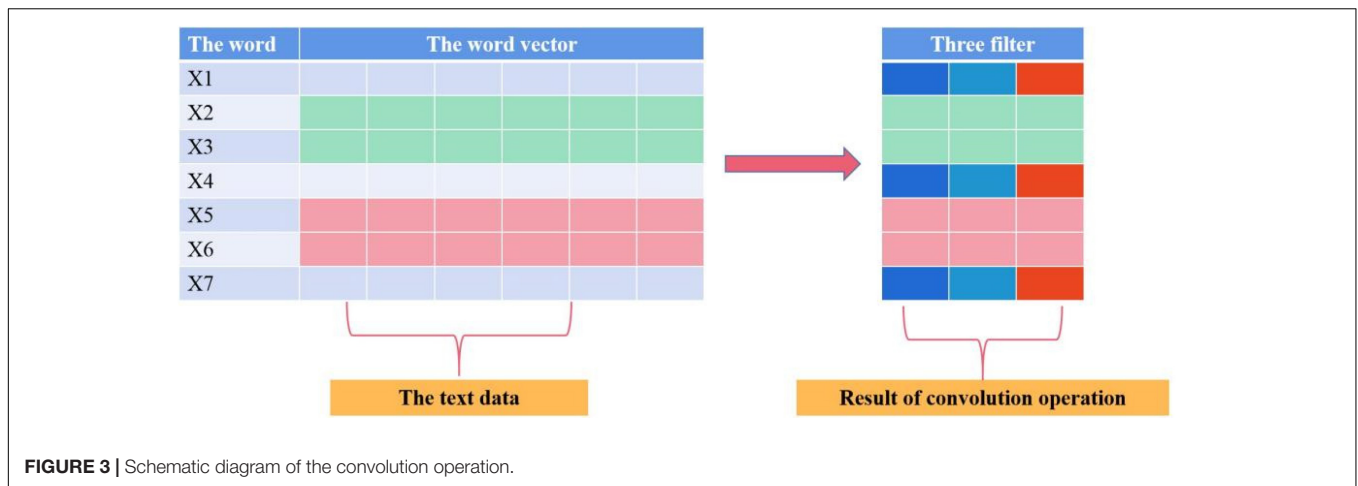 The word The word vector Three filter
X1
X2
X3
X4
X5
X6
X7
The text data Result of convolution operation
FIGURE 3 | Schematic diagram of the convolution operation.